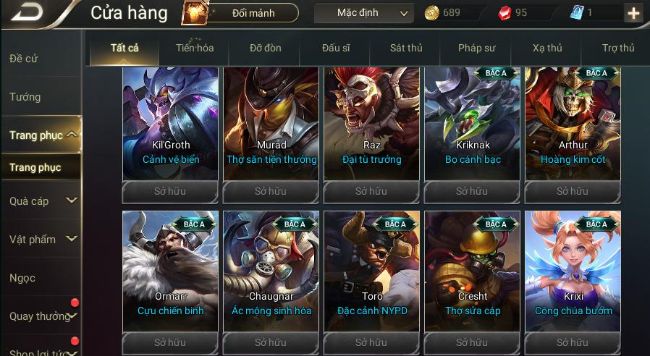 Cửa hàng
Đổi mảnh
Mặc định
689
95
1
Đề cử
Tướng
Trang phục
Trang phục
Quà cáp
Vật phẩm
Ngọc
Quay thưởng
Shop lợi tức
Tất cả
Tiến hóa
Đỡ đòn
Đấu sĩ
Sát thủ
Pháp sư
Xạ thủ
Trợ thủ
Kil'Groth
Cảnh vệ biển
Sở hữu
Murad
Thợ săn tiền thưởng
Sở hữu
Raz
Đại tù trưởng
Sở hữu
BẬC A
Kriknak
Bọ cánh bạc
Sở hữu
BẬC A
Arthur
Hoàng kim cốt
Sở hữu
BẬC A
Ormarr
Cựu chiến binh
Sở hữu
BẬC A
Chaugnar
Ác mộng sinh hóa
Sở hữu
BẬC A
Toro
Đặc cảnh NYPD
Sở hữu
BẬC A
Cresht
Thợ sửa cáp
Sở hữu
BẬC A
Krixi
Công chúa bướm
Sở hữu